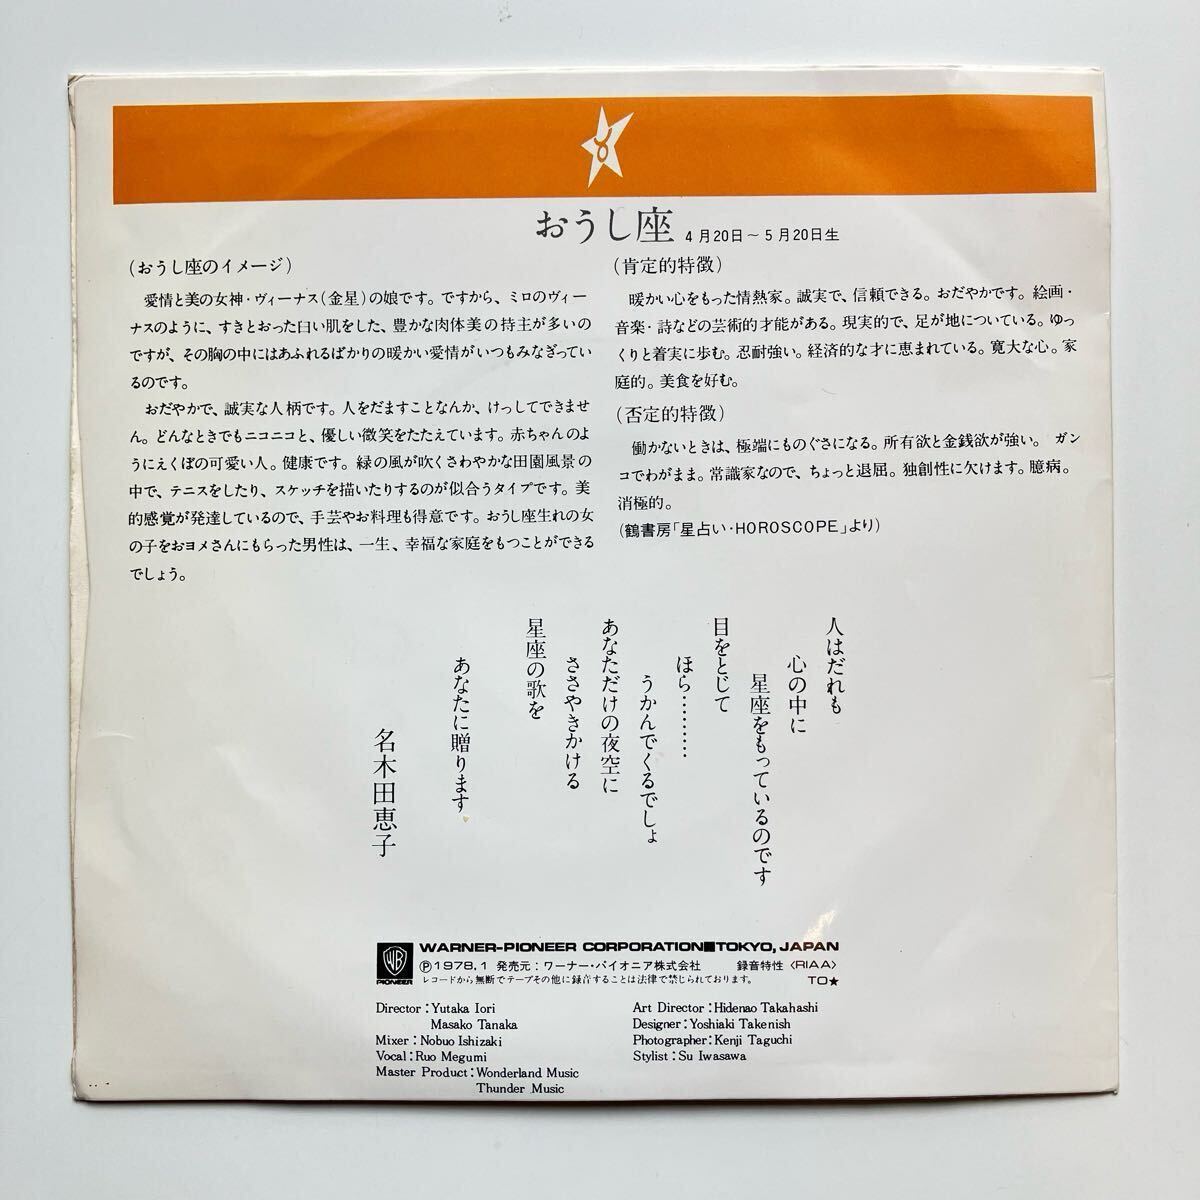 おうし座 4月20日～5月20日生
(おうし座のイメージ)
愛情と美の女神・ヴィーナス(金星)の娘です。ですから、ミロのヴィー
ナスのように、すきとおった白い肌をした、豊かな肉体美の持主が多いの
ですが、その胸の中にはあふれるばかりの暖かい愛情がいつもみなぎってい
るのです。
おだやかで、誠実な人柄です。人をだますことなんか、けっしてできませ
ん。どんなときでもニコニコと、優しい微笑をたたえています。赤ちゃんのよ
うにえくぼの可愛い人。健康です。緑の風が吹くさわやかな田園風景の
中で、テニスをしたり、スケッチを描いたりするのが似合うタイプです。美
的感覚が発達しているので、手芸やお料理も得意です。おうし座生れの女
の子をおヨメさんにもらった男性は、一生、幸福な家庭をもつことができる
でしょう。
(肯定的特徴)
暖かい心をもった情熱家。誠実で、信頼できる。おだやかです。絵画・
音楽・詩などの芸術的才能がある。現実的で、足が地についている。ゆっ
くりと着実に歩む。忍耐強い。経済的な才に恵まれている。寛大な心。家
庭的。美食を好む。
(否定的特徴)
働かないときは、極端にものぐさになる。所有欲と金銭欲が強い。ガン
コでわがまま。常識家なので、ちょっと退屈。独創性に欠けます。臆病。
消極的。
(鶴書房「星占い・HOROSCOPE」より)
人はだれも
心の中に
星座をもっているのです
目をとじて
ほら………
うかんでくるでしょ
あなただけの夜空に
ささやきかける
星座の歌を
あなたに贈ります。
名木田恵子
WB
PIONEER
WARNER-PIONEER CORPORATION■TOKYO, JAPAN
Ⓟ1978.1 発売元：ワーナー・パイオニア株式会社 録音特性〈RIAA〉
レコードから無断でテープその他に録音することは法律で禁じられております。 TO★
Director：Yutaka Iori
Masako Tanaka
Mixer：Nobuo Ishizaki
Vocal：Ruo Megumi
Master Product：Wonderland Music
Thunder Music
Art Director：Hidenao Takahashi
Designer：Yoshiaki Takenish
Photographer：Kenji Taguchi
Stylist：Su Iwasawa